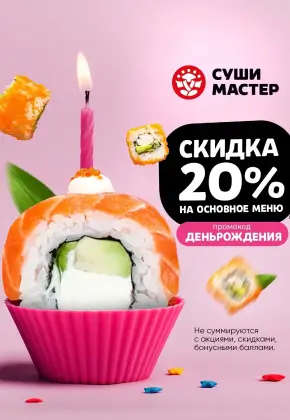 СУШИ
МАСТЕР
СКИДКА
20%
НА ОСНОВНОЕ МЕНЮ
промокод
ДЕНЬРОЖДЕНИЯ
Не суммируются
с акциями, скидками,
бонусными баллами.